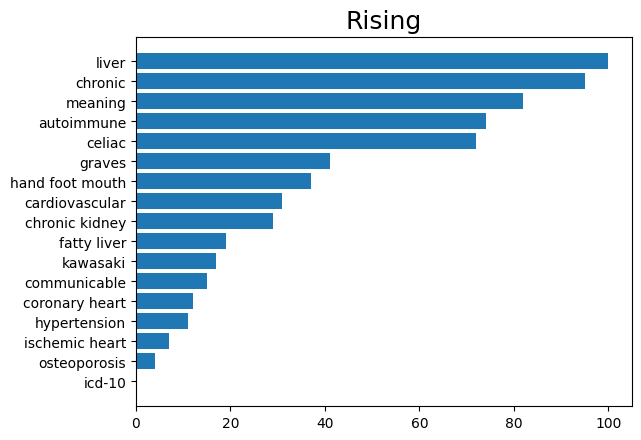 Rising
liver
chronic
meaning
autoimmune
celiac
graves
hand foot mouth
cardiovascular
chronic kidney
fatty liver
kawasaki
communicable
coronary heart
hypertension
ischemic heart
osteoporosis
icd-10
0 20 40 60 80 100